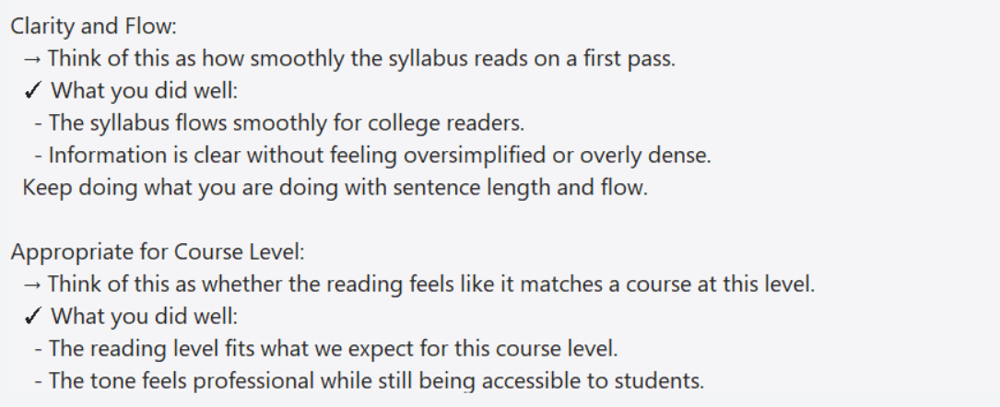 Clarity and Flow:
→ Think of this as how smoothly the syllabus reads on a first pass.
✓ What you did well:
- The syllabus flows smoothly for college readers.
- Information is clear without feeling oversimplified or overly dense.
Keep doing what you are doing with sentence length and flow.
Appropriate for Course Level:
→ Think of this as whether the reading feels like it matches a course at this level.
✓ What you did well:
- The reading level fits what we expect for this course level.
- The tone feels professional while still being accessible to students.